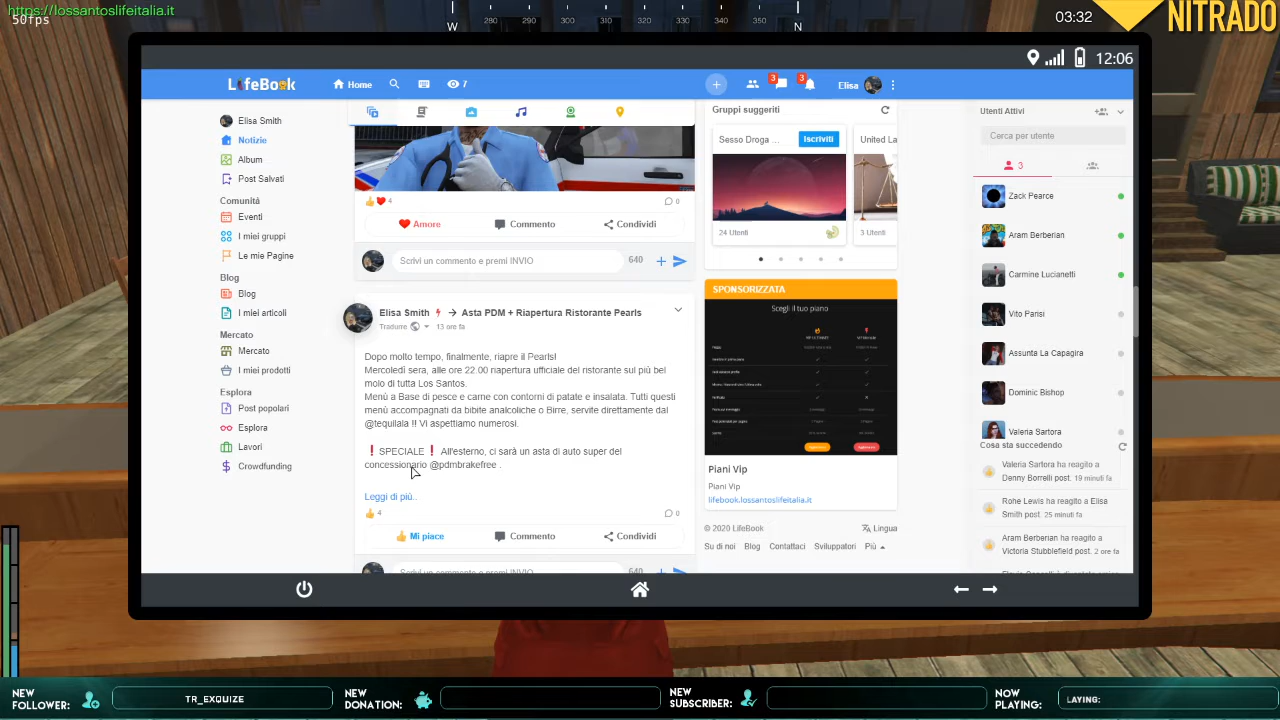 https://lossantoslifeitalia.it
50fps
W
280
290
300
310
320
330
340
350
N
03:32
NITRADO
12:06
LifeBook
Home
7
3
3
Elisa
Elisa Smith
Notizie
Album
Post Salvati
Comunità
Eventi
I miei gruppi
Le mie Pagine
Blog
Blog
I miei articoli
Mercato
Mercato
I miei prodotti
Esplora
Post popolari
Esplora
Lavori
Crowdfunding
4
0
Amore
Commento
Condividi
Scrivi un commento e premi INVIO
640
Elisa Smith → Asta PDM + Riapertura Ristorante Pearls
Tradurre
13 ore fa
Dopo molto tempo, finalmente, riapre il Pearls!
Mercoledì sera, alle ore 22.00 riapertura ufficiale del ristorante sul più bel
molo di tutta Los Santos.
Menù a Base di pesce e carne con contorni di patate e insalata. Tutti questi
menù accompagnati da bibite analcoliche o Birre, servite direttamente dal
@tequilala !! Vi aspettiamo numerosi.
❗SPECIALE❗ All'esterno, ci sarà un asta di auto super del
concessionario @pdmbrakefree .
Leggi di più..
4
0
Mi piace
Commento
Condividi
Scrivi un commento e premi INVIO
640
Gruppi suggeriti
Sesso Droga ...
Iscriviti
24 Utenti
United La
3 Utenti
SPONSORIZZATA
Scegli il tuo piano
Piani Vip
Piani Vip
lifebook.lossantoslifeitalia.it
© 2020 LifeBook
Lingua
Su di noi
Blog
Contattaci
Sviluppatori
Più
Utenti Attivi
Cerca per utente
3
Zack Pearce
Aram Berberian
Carmine Lucianetti
Vito Parisi
Assunta La Capagira
Dominic Bishop
Valeria Sartora
Cosa sta succedendo
Valeria Sartora ha reagito a
Denny Borrelli post. 19 minuti fa
Rohe Lewis ha reagito a Elisa
Smith post. 25 minuti fa
Aram Berberian ha reagito a
Victoria Stubblefield post. 2 ore fa
NEW
FOLLOWER:
TR_EXQUIZE
NEW
DONATION:
NEW
SUBSCRIBER:
NOW
PLAYING:
LAYING: